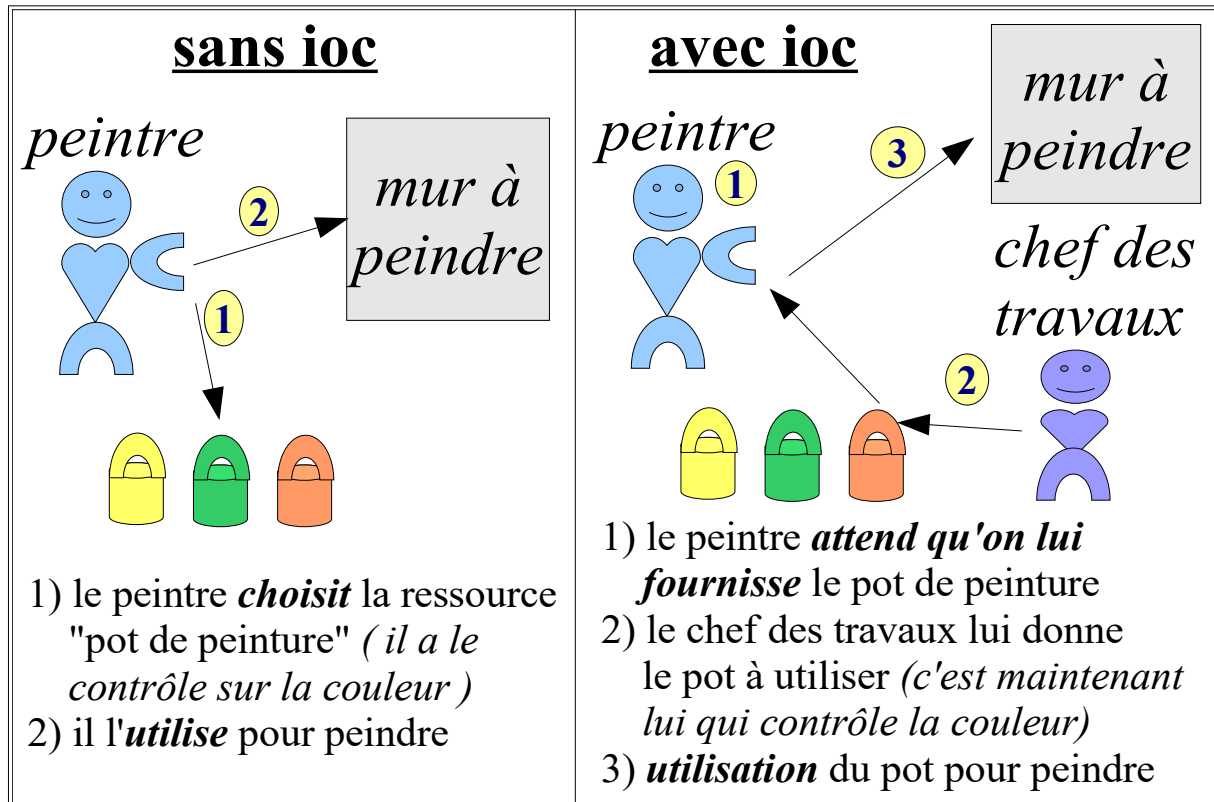 sans ioc
peintre
mur à
peindre
2
1
1) le peintre choisit la ressource
"pot de peinture" ( il a le
contrôle sur la couleur )
2) il l'utilise pour peindre
avec ioc
peintre
1
3
mur à
peindre
chef des
travaux
2
1) le peintre attend qu'on lui
fournisse le pot de peinture
2) le chef des travaux lui donne
le pot à utiliser (c'est maintenant
lui qui contrôle la couleur)
3) utilisation du pot pour peindre